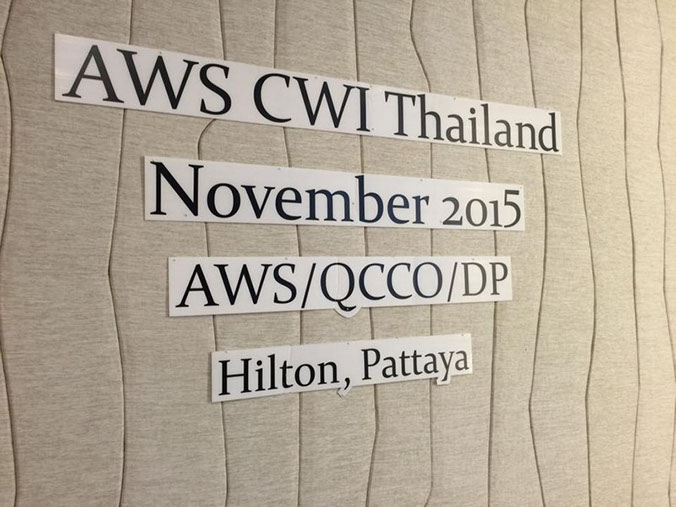 AWS CWI Thailand
November 2015
AWS/QCCO/DP
Hilton, Pattaya